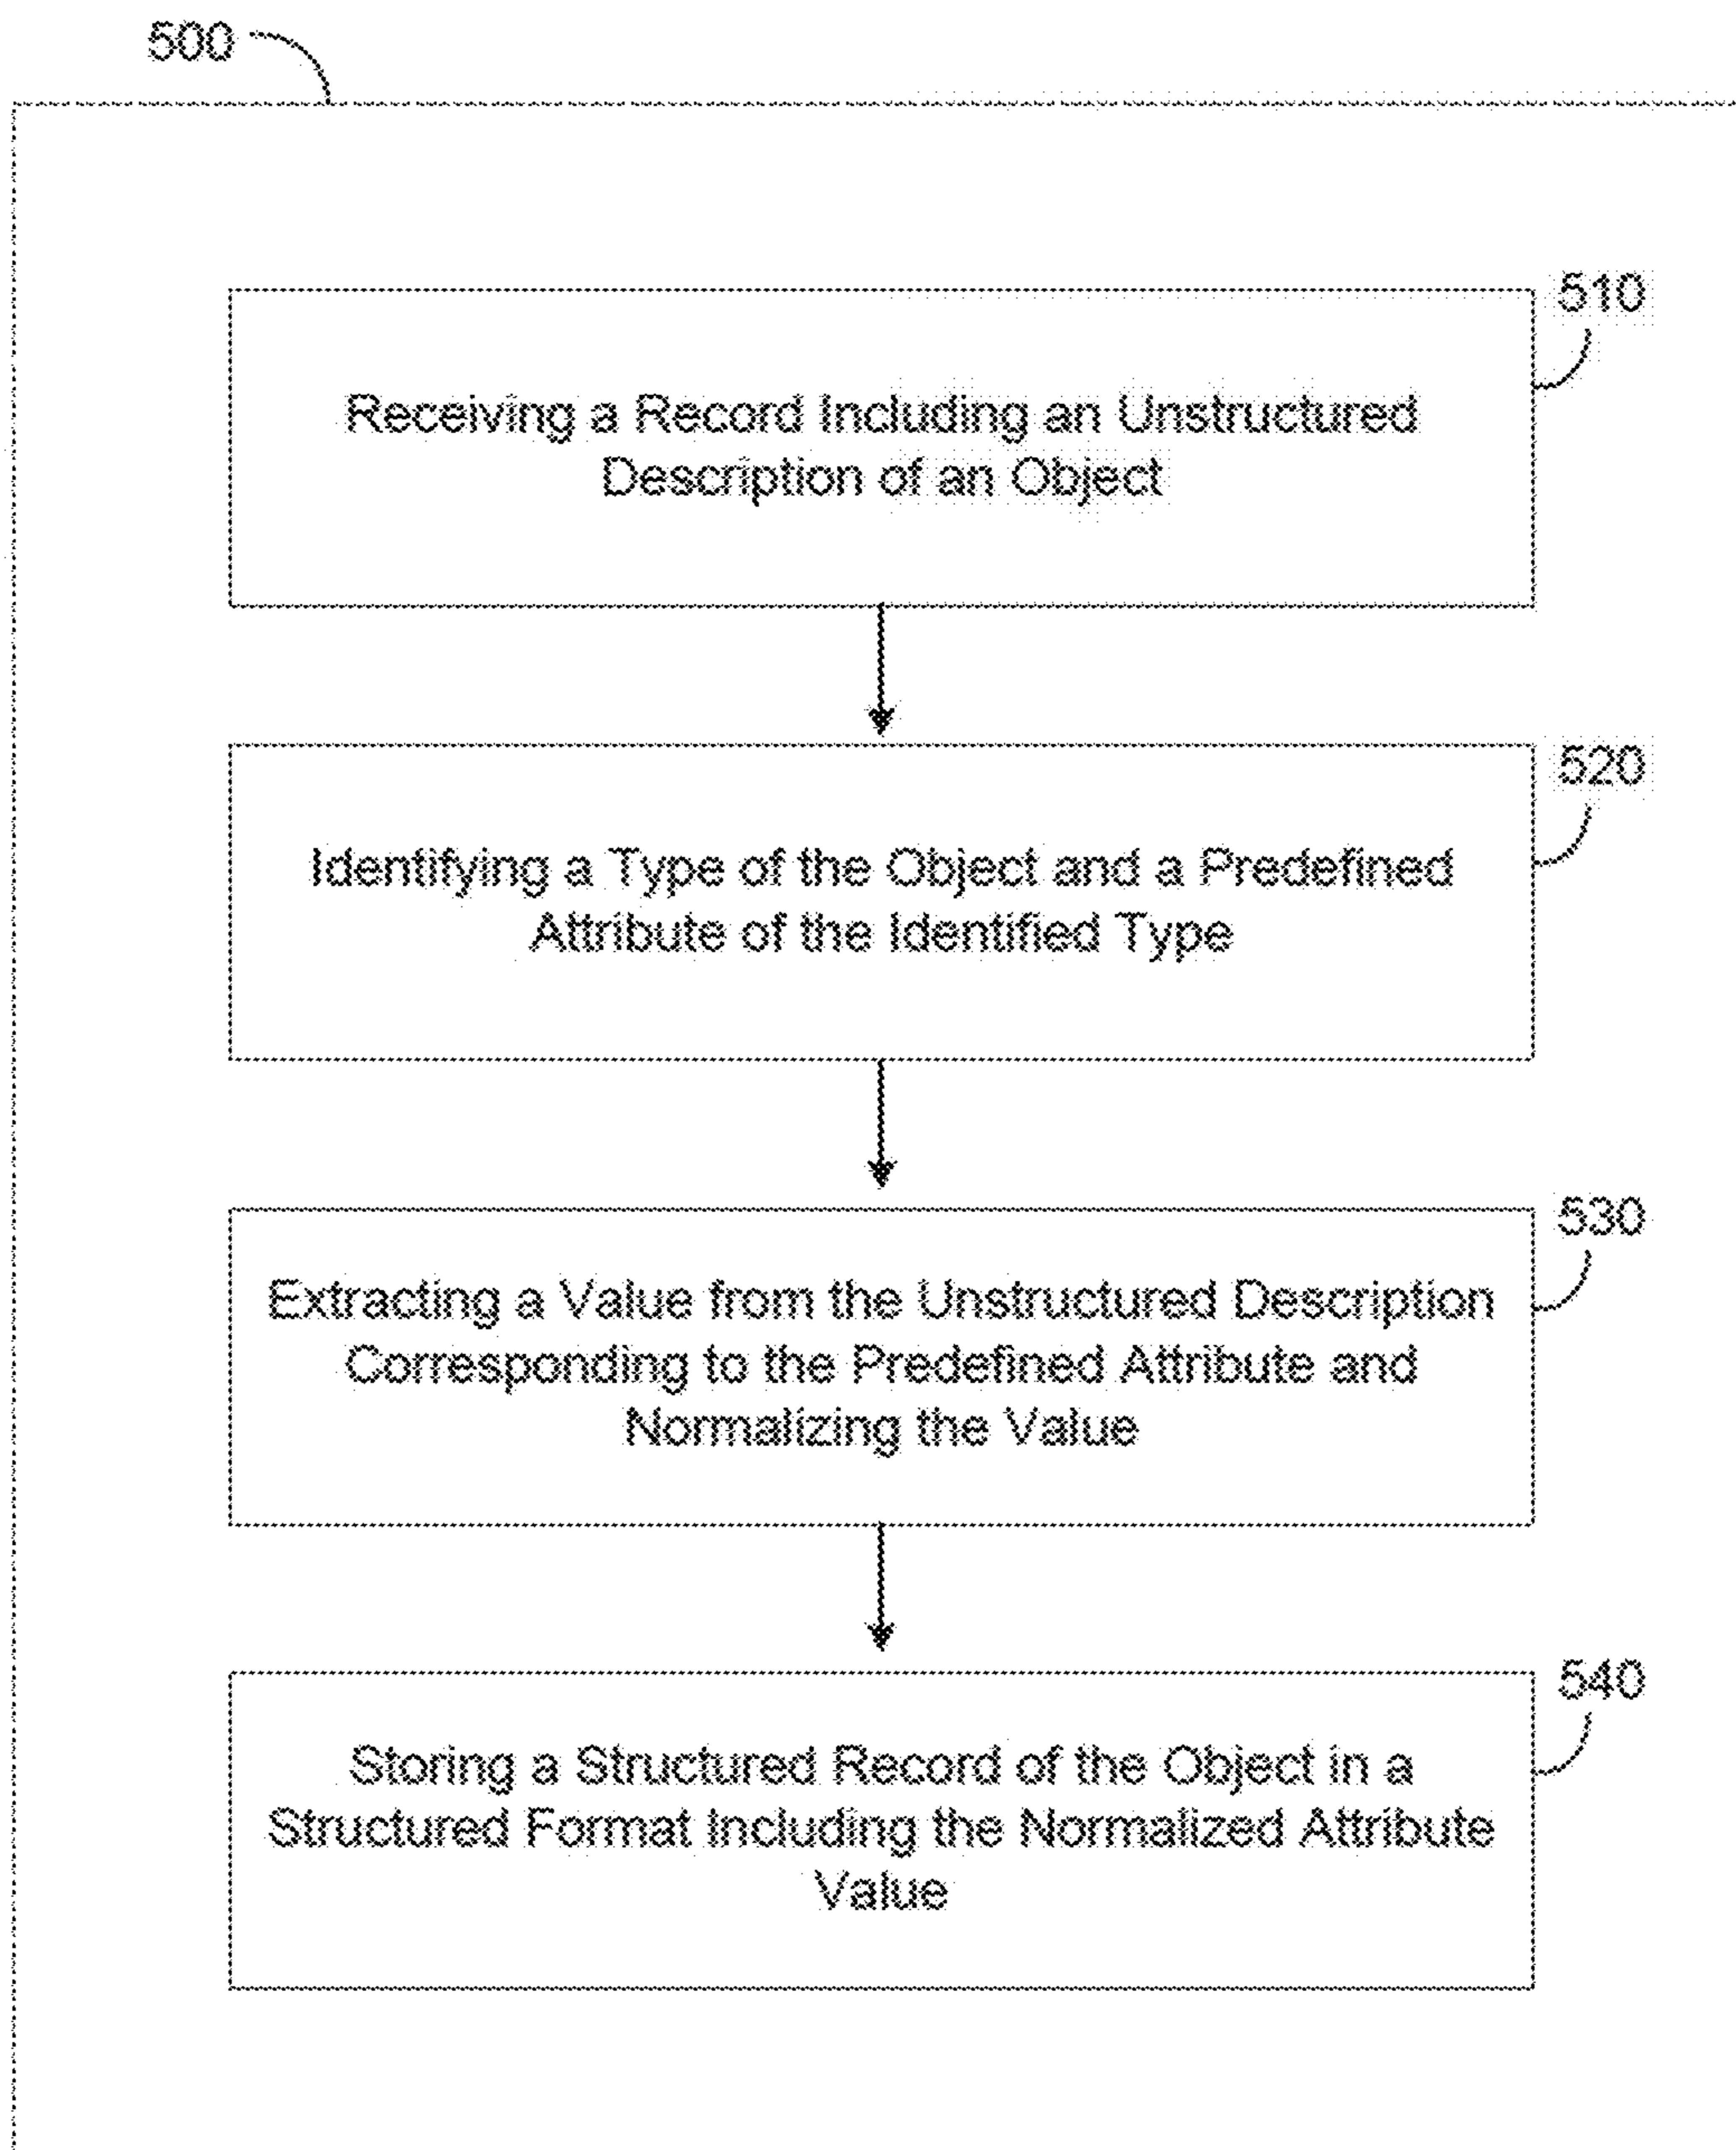 500
510
Receiving a Record Including an Unstructured
Description of an Object
520
Identifying a Type of the Object and a Predefined
Attribute of the Identified Type
530
Extracting a Value from the Unstructured Description
Corresponding to the Predefined Attribute and
Normalizing the Value
540
Storing a Structured Record of the Object in a
Structured Format Including the Normalized Attribute
Value